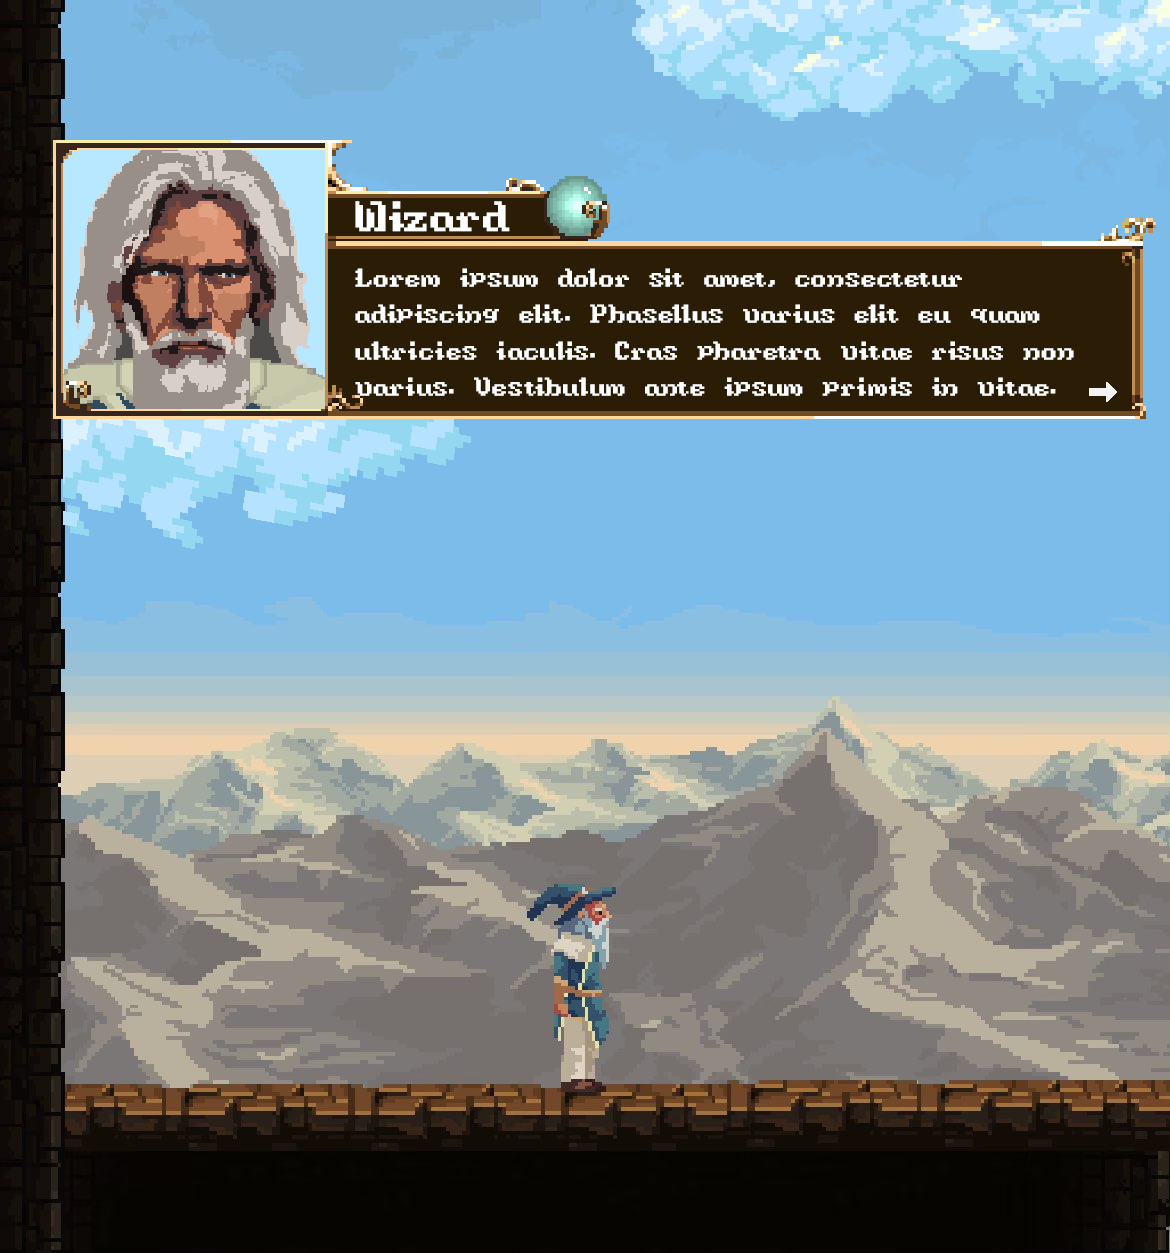 Wizard
Lorem ipsum dolor sit amet, consectetur
adipiscing elit. Phasellus varius elit eu quam
ultricies iaculis. Cras pharetra vitae risus non
varius. Vestibulum ante ipsum primis in vitae.